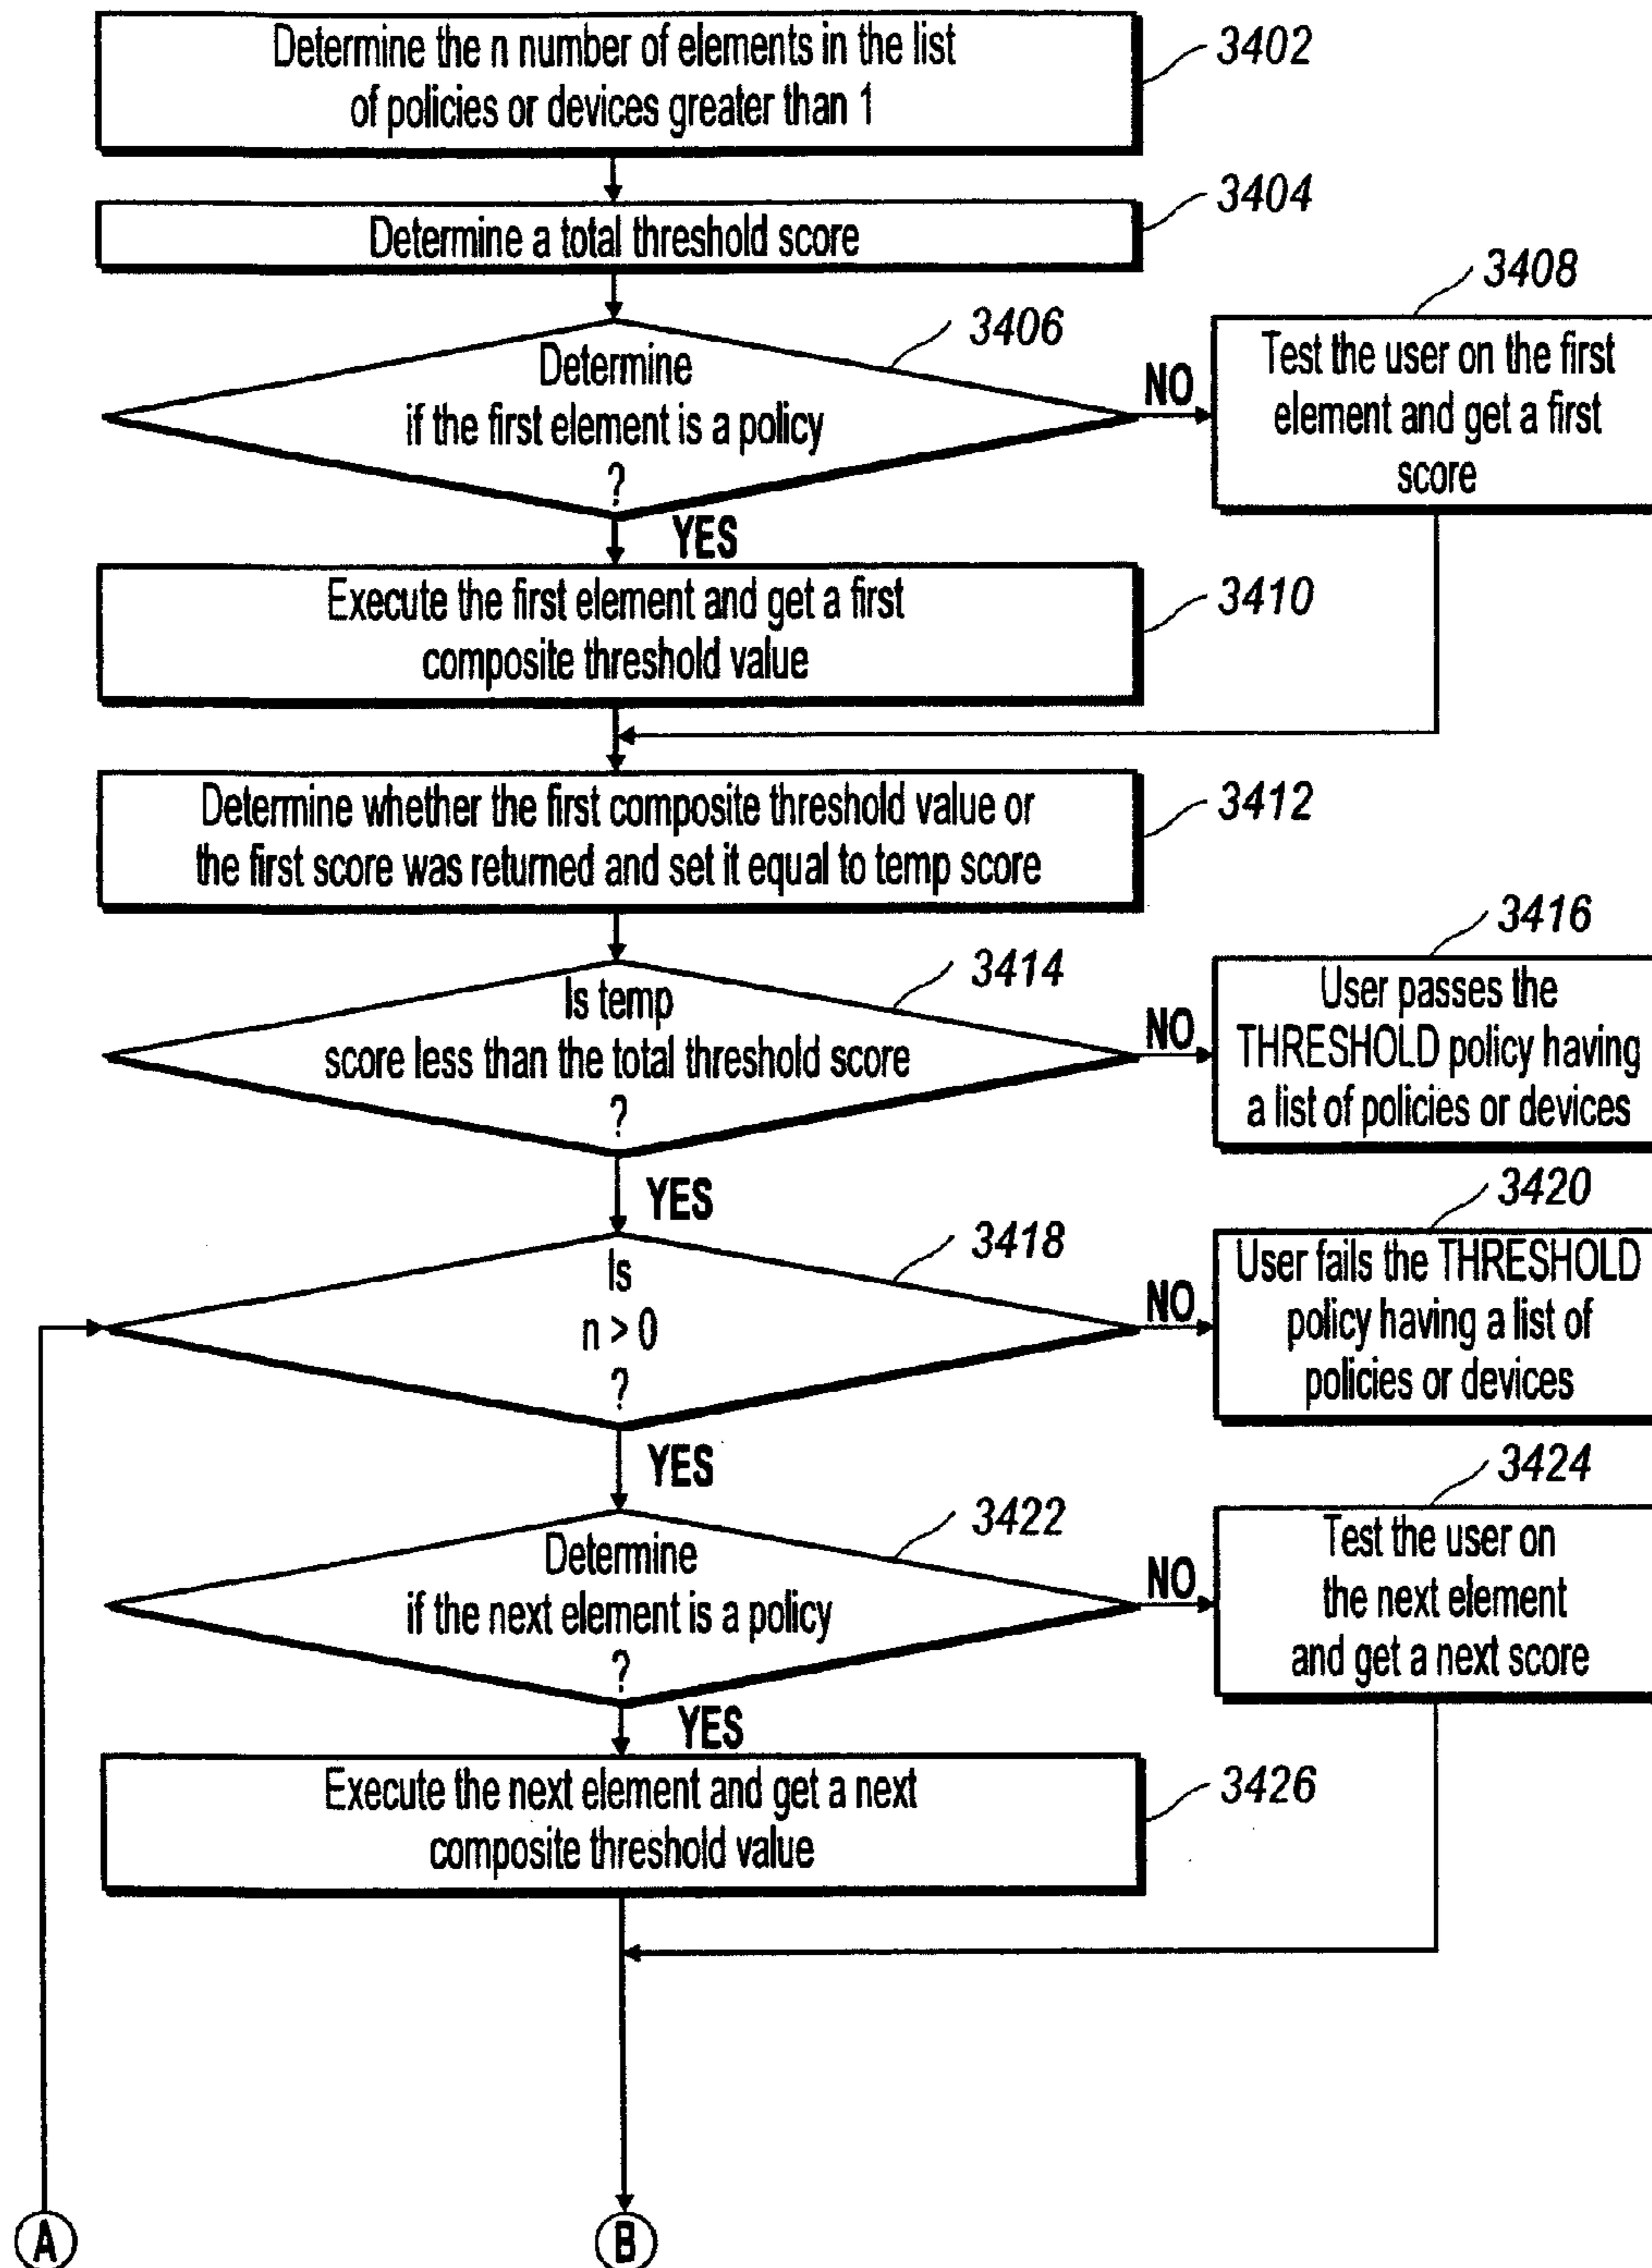 Determine the n number of elements in the list
of policies or devices greater than 1
3402
Determine a total threshold score
3404
Determine
if the first element is a policy
?
3406
NO
Test the user on the first
element and get a first
score
3408
YES
Execute the first element and get a first
composite threshold value
3410
Determine whether the first composite threshold value or
the first score was returned and set it equal to temp score
3412
Is temp
score less than the total threshold score
?
3414
NO
User passes the
THRESHOLD policy having
a list of policies or devices
3416
YES
Is
n > 0
?
3418
NO
User fails the THRESHOLD
policy having a list of
policies or devices
3420
YES
Determine
if the next element is a policy
?
3422
NO
Test the user on
the next element
and get a next score
3424
YES
Execute the next element and get a next
composite threshold value
3426
A
B